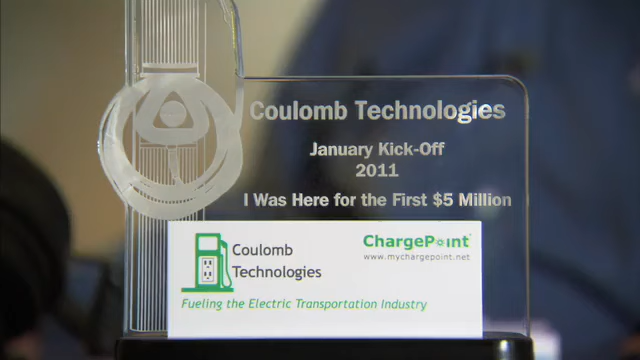 Coulomb Technologies
January Kick-Off
2011
I Was Here for the First $5 Million
Coulomb
Technologies
ChargePoint
www.mychargepoint.net
Fueling the Electric Transportation Industry